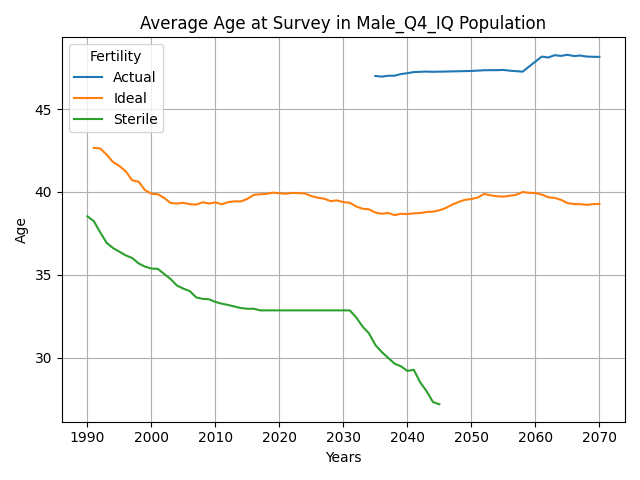 Average Age at Survey in Male_Q4_IQ Population
Fertility
Actual
Ideal
Sterile
Age
45
40
35
30
1990 2000 2010 2020 2030 2040 2050 2060 2070
Years